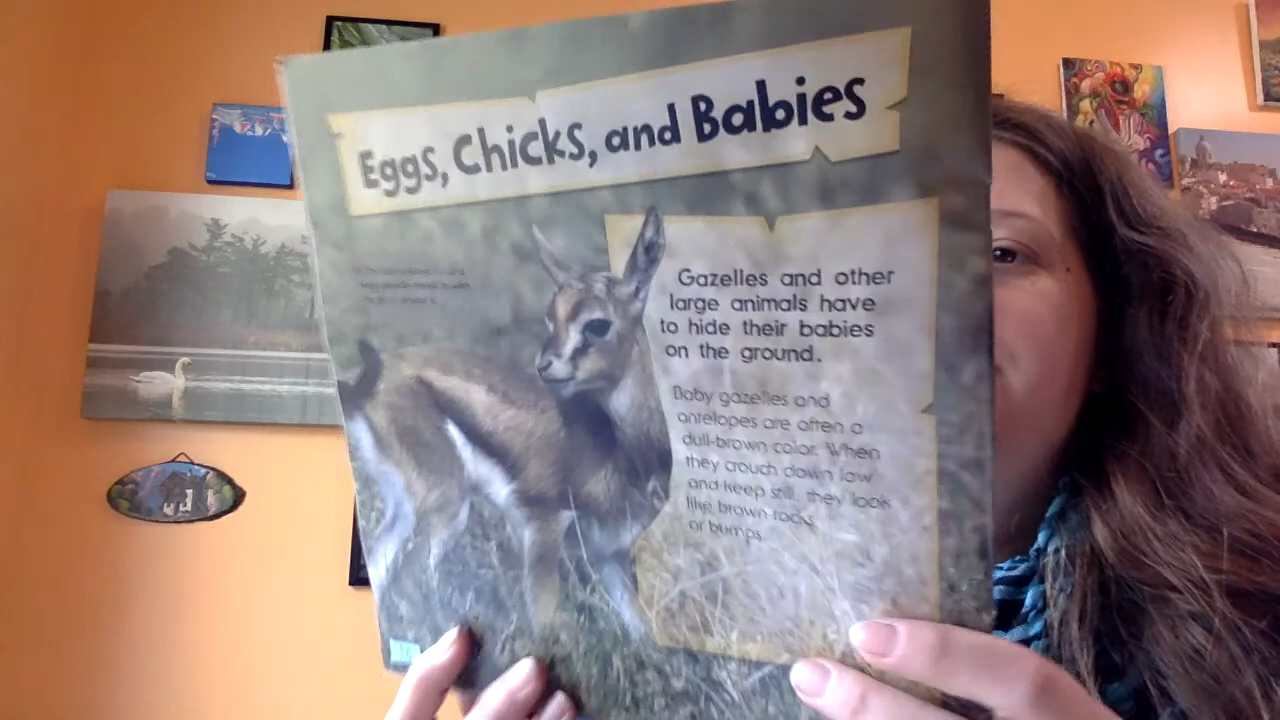 Eggs, Chicks, and Babies
Gazelles and other
large animals have
to hide their babies
on the ground.
Baby gazelles and
antelopes are often a
dull-brown color. When
they crouch down low
and keep still, they look
like brown rocks
or bumps.